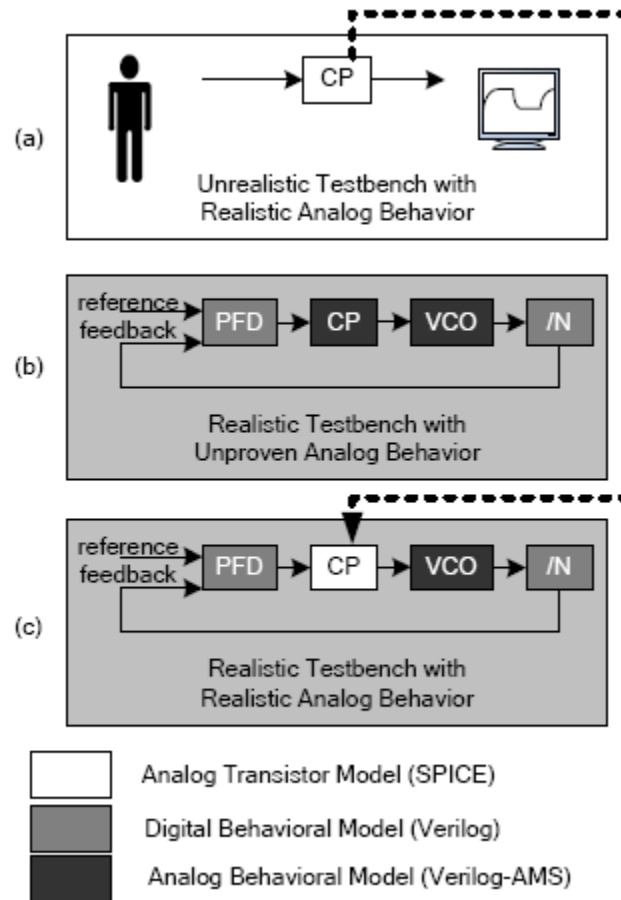 (a)
CP
Unrealistic Testbench with
Realistic Analog Behavior
(b)
reference
feedback
PFD
CP
VCO
/N
Realistic Testbench with
Unproven Analog Behavior
(c)
reference
feedback
PFD
CP
VCO
/N
Realistic Testbench with
Realistic Analog Behavior
Analog Transistor Model (SPICE)
Digital Behavioral Model (Verilog)
Analog Behavioral Model (Verilog-AMS)